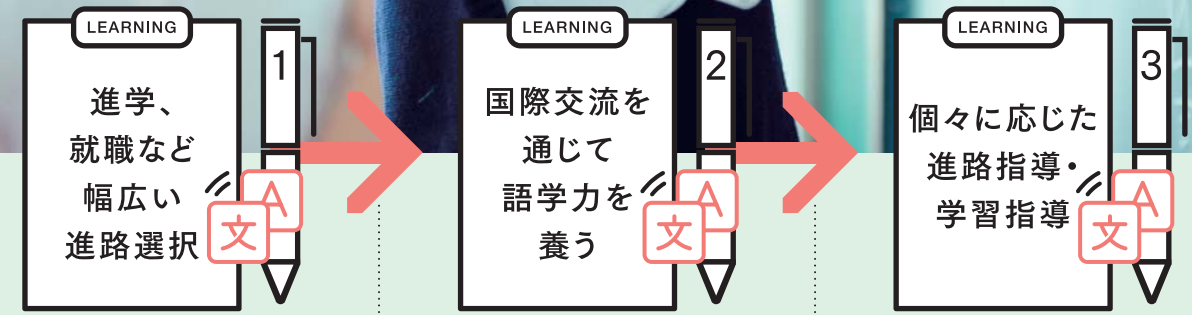 LEARNING
1
進学、
就職など
幅広い
進路選択
A
文
LEARNING
2
国際交流を
通じて
語学力を
養う
A
文
LEARNING
3
個々に応じた
進路指導・
学習指導
A
文